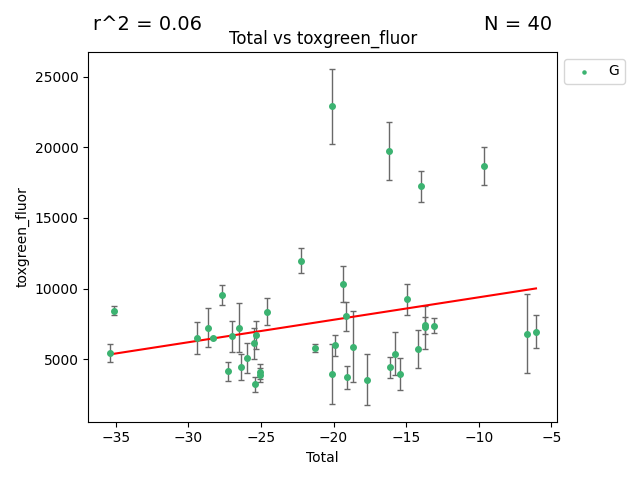 r^2 = 0.06
N = 40
Total vs toxgreen_fluor
G
25000
20000
15000
10000
5000
toxgreen_fluor
−35
−30
−25
−20
−15
−10
−5
Total